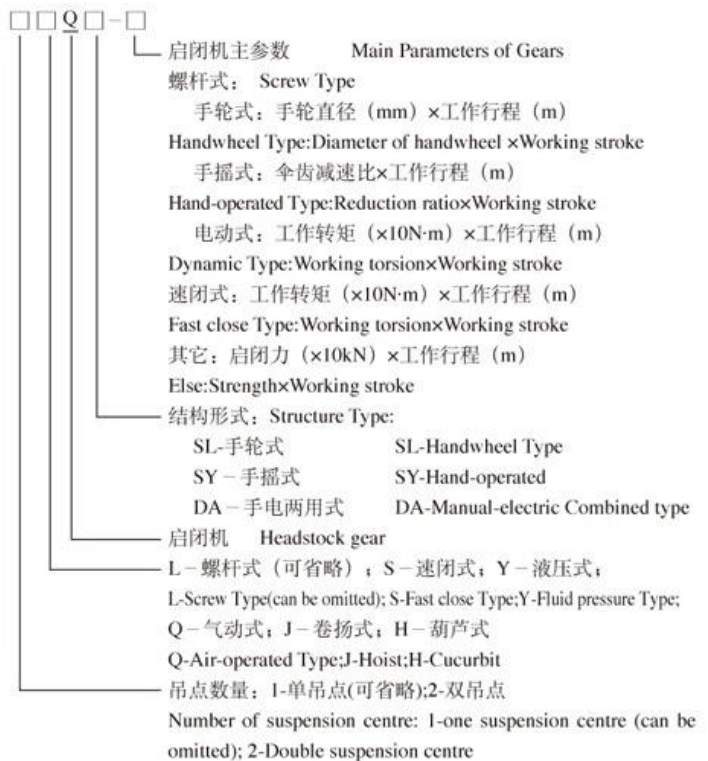 □□Q□-□
启闭机主参数 Main Parameters of Gears
螺杆式： Screw Type
手轮式：手轮直径（mm）×工作行程（m）
Handwheel Type:Diameter of handwheel ×Working stroke
手摇式：伞齿减速比×工作行程（m）
Hand-operated Type:Reduction ratio×Working stroke
电动式：工作转矩（×10N·m）×工作行程（m）
Dynamic Type:Working torsion×Working stroke
速闭式：工作转矩（×10N·m）×工作行程（m）
Fast close Type:Working torsion×Working stroke
其它：启闭力（×10kN）×工作行程（m）
Else:Strength×Working stroke
结构形式：Structure Type:
SL-手轮式 SL-Handwheel Type
SY－手摇式 SY-Hand-operated
DA－手电两用式 DA-Manual-electric Combined type
启闭机 Headstock gear
L－螺杆式（可省略）；S－速闭式；Y－液压式；
L-Screw Type(can be omitted); S-Fast close Type;Y-Fluid pressure Type;
Q－气动式；J－卷扬式；H－葫芦式
Q-Air-operated Type;J-Hoist;H-Cucurbit
吊点数量：1-单吊点(可省略);2-双吊点
Number of suspension centre: 1-one suspension centre (can be
omitted); 2-Double suspension centre